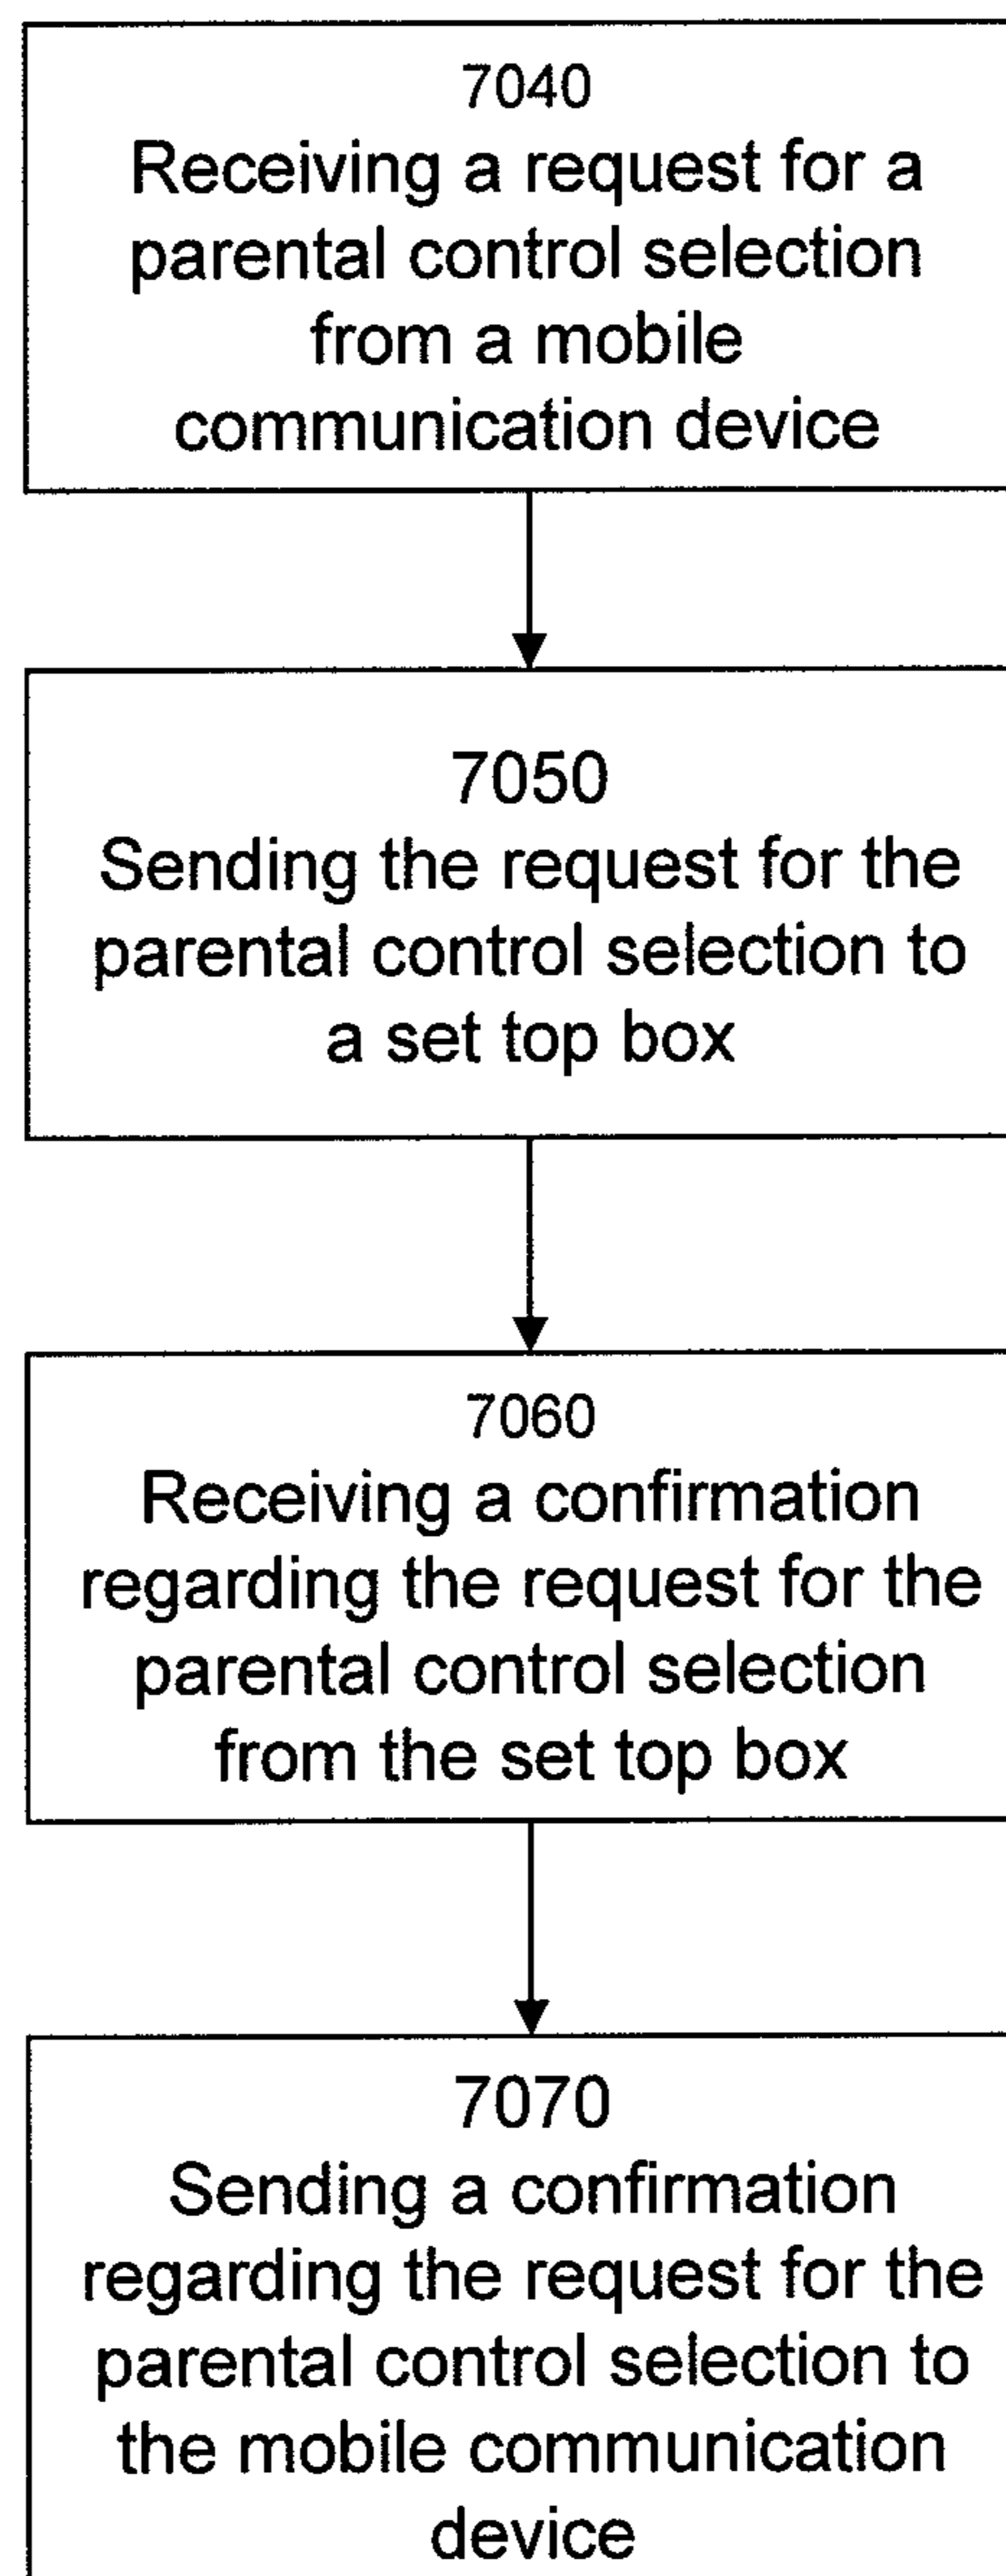 7040
Receiving a request for a
parental control selection
from a mobile
communication device
7050
Sending the request for the
parental control selection to
a set top box
7060
Receiving a confirmation
regarding the request for the
parental control selection
from the set top box
7070
Sending a confirmation
regarding the request for the
parental control selection to
the mobile communication
device